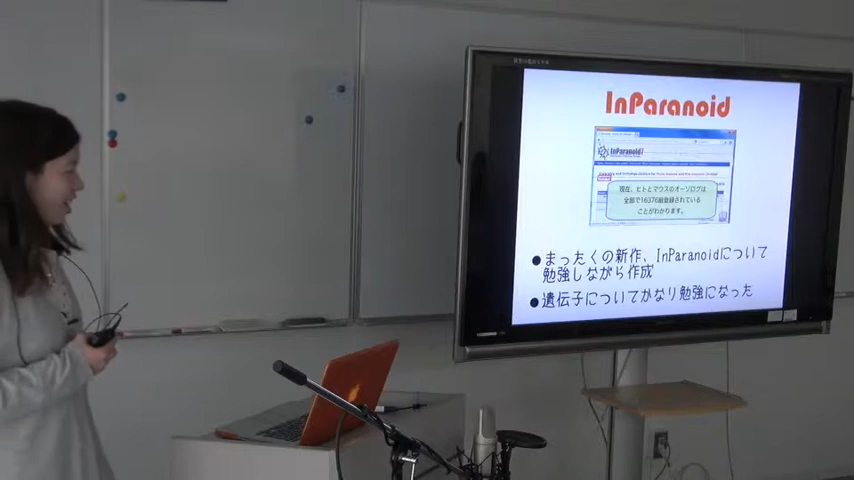 InParanoid
InParanoid7
現在、ヒトとマウスのオーソログは
全部で16376組登録されている
ことがわかります。
●まったくの新作、InParanoidについて
勉強しながら作成
●遺伝子についてかなり勉強になった